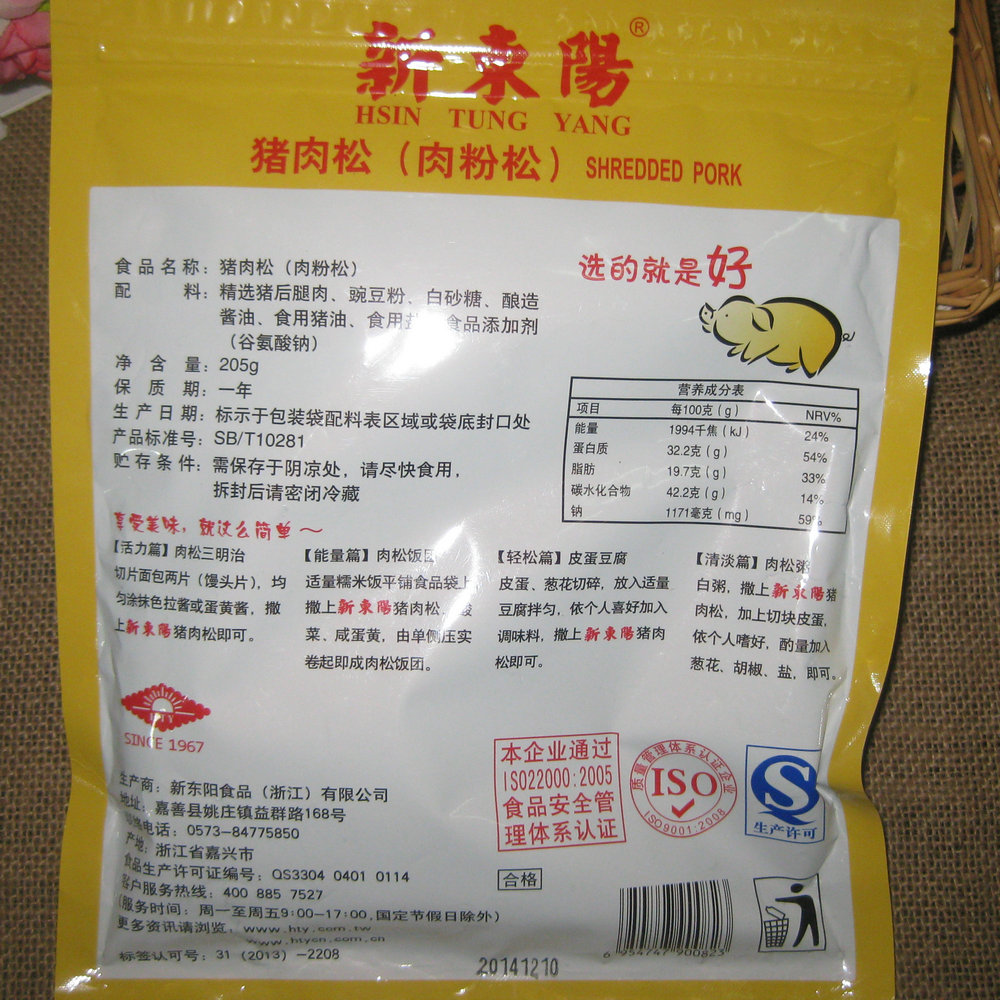 新東陽®
HSIN TUNG YANG
猪肉松（肉粉松） SHREDDED PORK
选的就是好
食品名称：猪肉松（肉粉松）
配 料：精选猪后腿肉、豌豆粉、白砂糖、酿造
酱油、食用猪油、食用 食品添加剂
（谷氨酸钠）
净 含 量：205g
保 质 期：一年
生产日期：标示于包装袋配料表区域或袋底封口处
产品标准号：SB/T10281
贮存条件：需保存于阴凉处，请尽快食用，
拆封后请密闭冷藏
营养成分表
项目 每100克(g) NRV%
能量 1994千焦(kJ) 24%
蛋白质 32.2克(g) 54%
脂肪 19.7克(g) 33%
碳水化合物 42.2克(g) 14%
钠 1171毫克(mg) 59%
享受美味，就这么简单～
【活力篇】肉松三明治
切片面包两片（馒头片），均
匀涂抹色拉酱或蛋黄酱，撒
上新東陽猪肉松即可。
【能量篇】肉松饭团
适量糯米饭平铺食品袋上
撒上新東陽猪肉松、 
菜、咸蛋黄，由单侧压实
卷起即成肉松饭团。
【轻松篇】皮蛋豆腐
皮蛋、葱花切碎，放入适量
豆腐拌匀，依个人喜好加入
调味料，撒上新東陽猪肉
松即可。
【清淡篇】肉松粥
白粥，撒上新東陽猪
肉松，加上切块皮蛋，
依个人嗜好，酌量加入
葱花、胡椒、盐，即可。
HTY
SINCE 1967
生产商：新东阳食品（浙江）有限公司
地址：嘉善县姚庄镇益群路168号
电话：0573-84775850
产地：浙江省嘉兴市
食品生产许可证编号：QS3304 0401 0114
客户服务热线：400 885 7527
（服务时间：周一至周五9:00-17:00,国定节假日除外）
更多资讯请浏览：www.hty.com.tw
www.htycn.com.cn
标签认可号：31（2013）-2208
本企业通过
ISO22000:2005
食品安全管
理体系认证
质量管理体系认证企业
ISO
ISO9001:2008
生产许可
合格
6 954747 900823
20141210